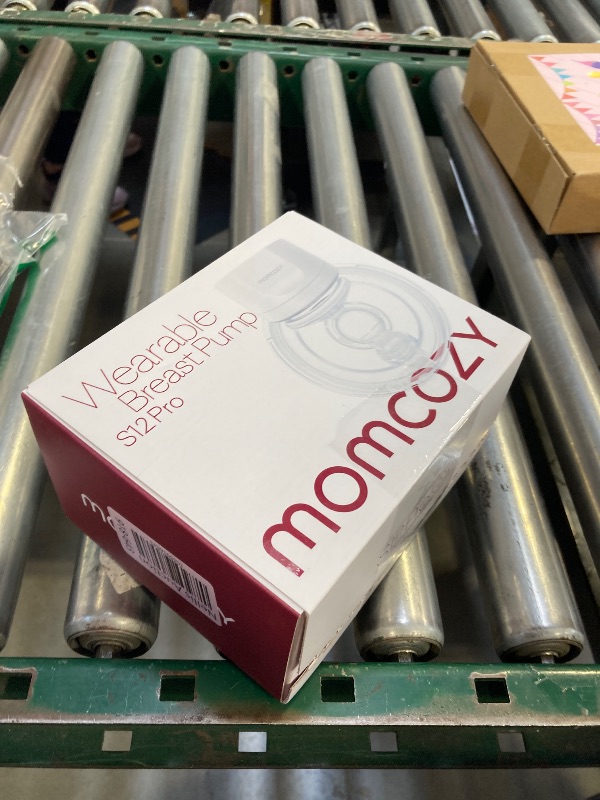 Wearable
Breast Pump
S12 Pro
momcozy